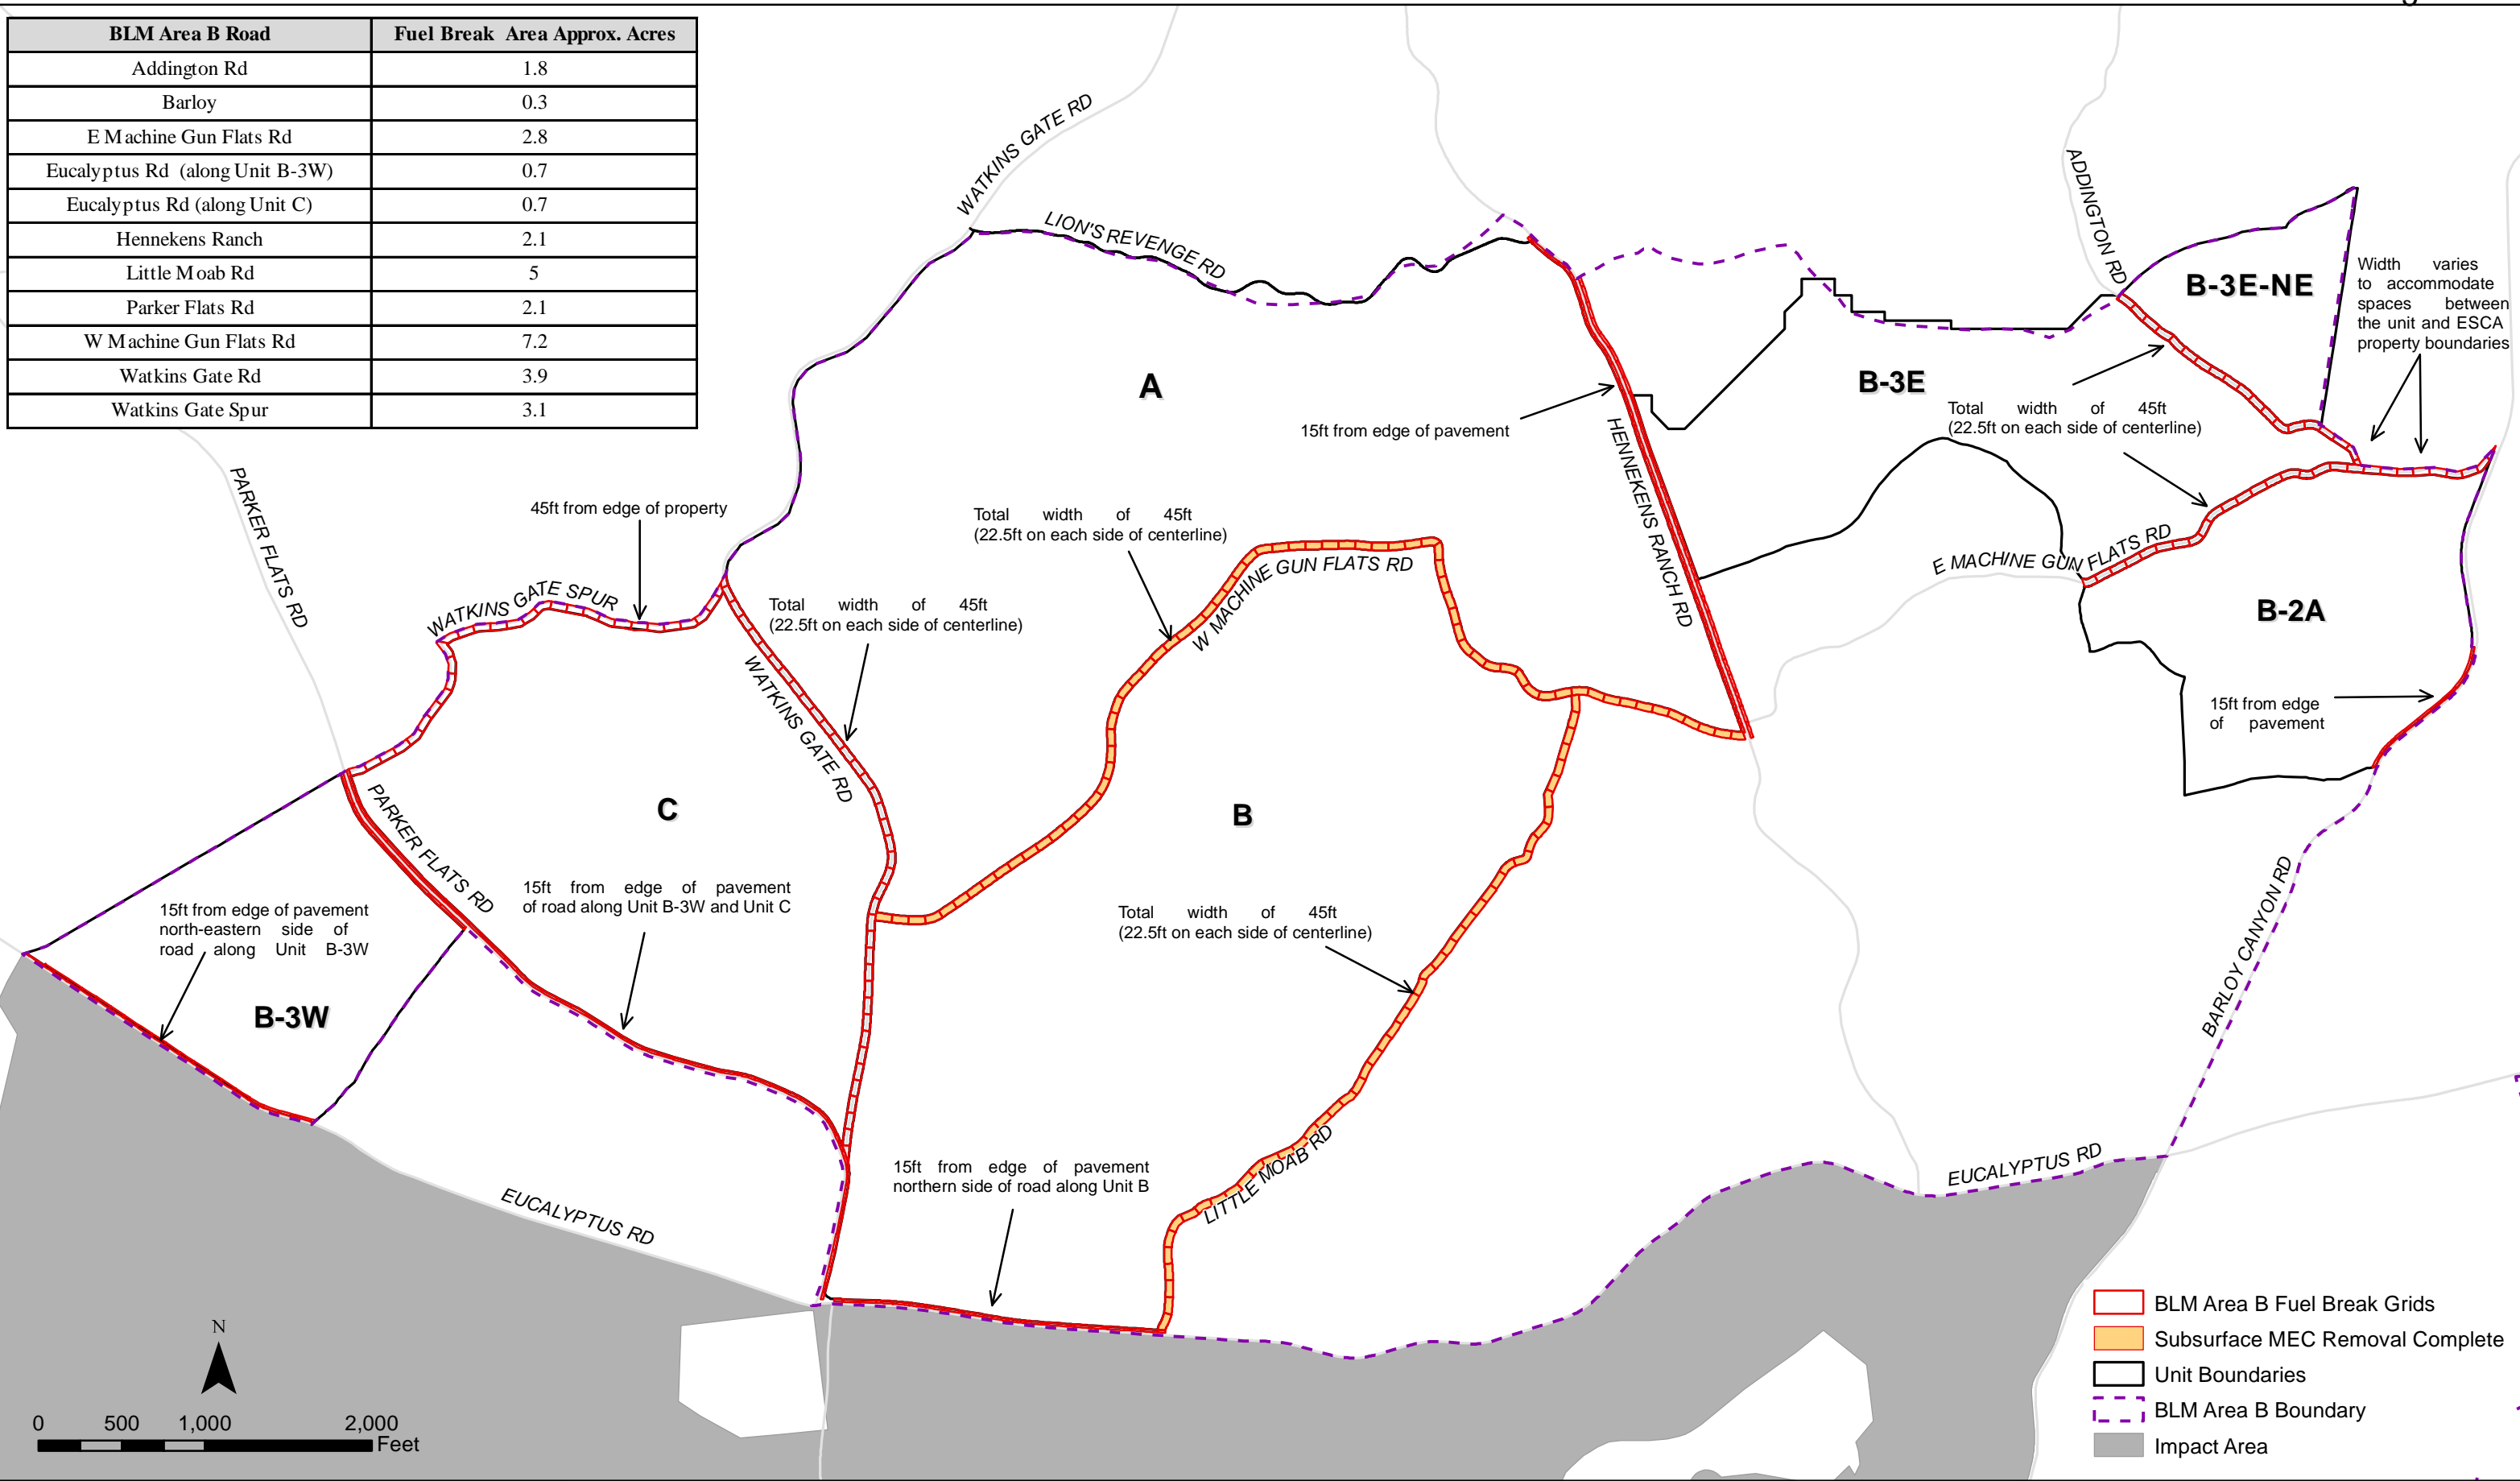 BLM Area B Road Fuel Break Area Approx. Acres
Addington Rd 1.8
Barloy 0.3
E Machine Gun Flats Rd 2.8
Eucalyptus Rd (along Unit B-3W) 0.7
Eucalyptus Rd (along Unit C) 0.7
Hennekens Ranch 2.1
Little Moab Rd 5
Parker Flats Rd 2.1
W Machine Gun Flats Rd 7.2
Watkins Gate Rd 3.9
Watkins Gate Spur 3.1
WATKINS GATE RD
LION'S REVENGE RD
ADDINGTON RD
B-3E-NE
Width varies
to accommodate
spaces between
the unit and ESCA
property boundaries
A
B-3E
15ft from edge of pavement
Total width of 45ft
(22.5ft on each side of centerline)
HENNEKENS RANCH RD
PARKER FLATS RD
45ft from edge of property
Total width of 45ft
(22.5ft on each side of centerline)
W MACHINE GUN FLATS RD
E MACHINE GUN FLATS RD
WATKINS GATE SPUR
Total width of 45ft
(22.5ft on each side of centerline)
B-2A
WATKINS GATE RD
15ft from edge
of pavement
C
B
PARKER FLATS RD
15ft from edge of pavement
of road along Unit B-3W and Unit C
15ft from edge of pavement
north-eastern side of
road along Unit B-3W
Total width of 45ft
(22.5ft on each side of centerline)
BARLOY CANYON RD
B-3W
LITTLE MOAB RD
15ft from edge of pavement
northern side of road along Unit B
EUCALYPTUS RD
EUCALYPTUS RD
N
0 500 1,000 2,000
Feet
BLM Area B Fuel Break Grids
Subsurface MEC Removal Complete
Unit Boundaries
BLM Area B Boundary
Impact Area